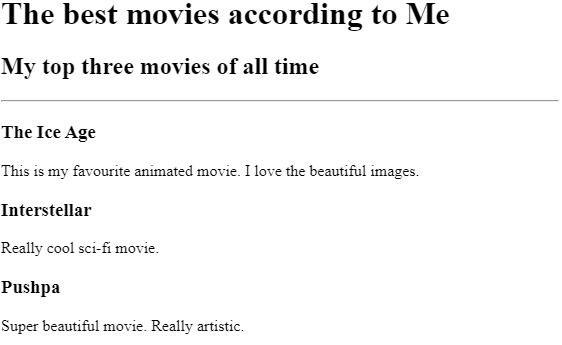 The best movies according to Me
My top three movies of all time
The Ice Age
This is my favourite animated movie. I love the beautiful images.
Interstellar
Really cool sci-fi movie.
Pushpa
Super beautiful movie. Really artistic.